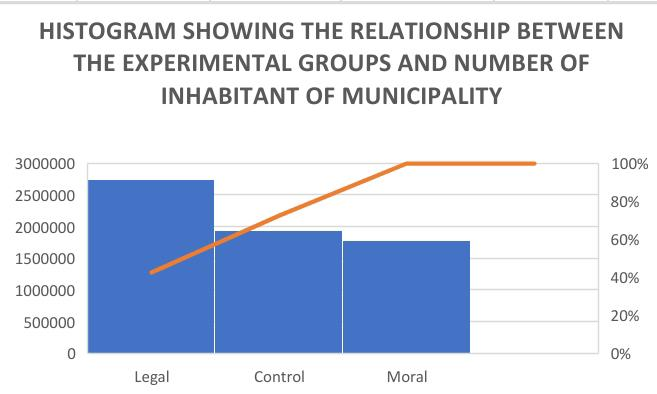 HISTOGRAM SHOWING THE RELATIONSHIP BETWEEN
THE EXPERIMENTAL GROUPS AND NUMBER OF
INHABITANT OF MUNICIPALITY
3000000
2500000
2000000
1500000
1000000
500000
0
100%
80%
60%
40%
20%
0%
Legal
Control
Moral